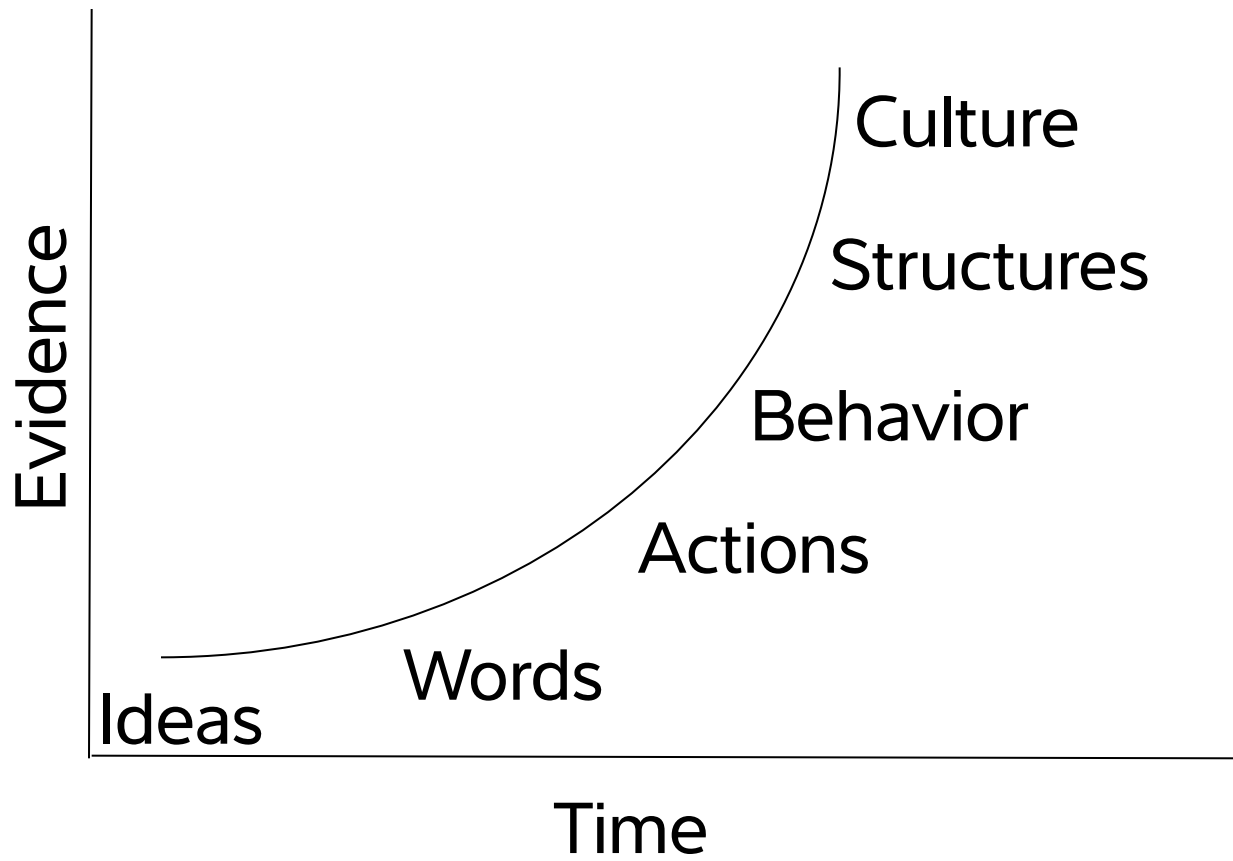 Culture
Structures
Evidence
Behavior
Actions
Words
Ideas
Time